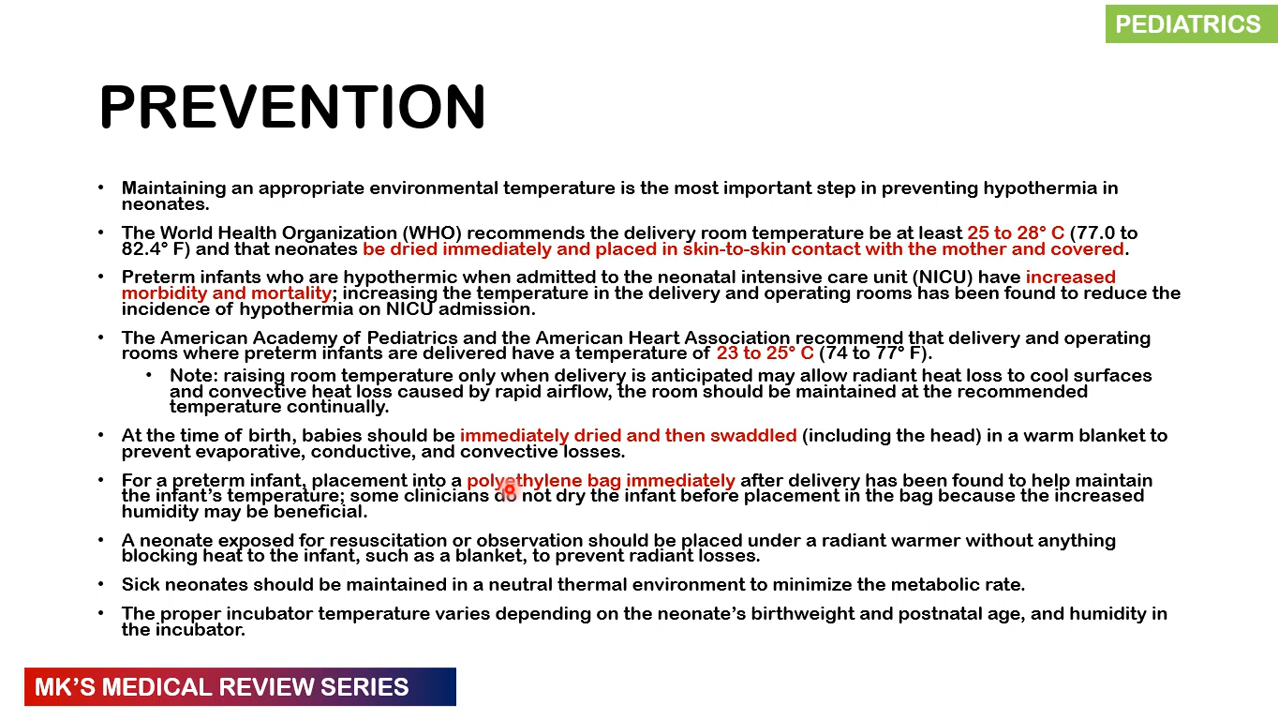 PEDIATRICS
PREVENTION
• Maintaining an appropriate environmental temperature is the most important step in preventing hypothermia in
neonates.
• The World Health Organization (WHO) recommends the delivery room temperature be at least 25 to 28° C (77.0 to
82.4° F) and that neonates be dried immediately and placed in skin-to-skin contact with the mother and covered.
• Preterm infants who are hypothermic when admitted to the neonatal intensive care unit (NICU) have increased
morbidity and mortality; increasing the temperature in the delivery and operating rooms has been found to reduce the
incidence of hypothermia on NICU admission.
• The American Academy of Pediatrics and the American Heart Association recommend that delivery and operating
rooms where preterm infants are delivered have a temperature of 23 to 25° C (74 to 77° F).
• Note: raising room temperature only when delivery is anticipated may allow radiant heat loss to cool surfaces
and convective heat loss caused by rapid airflow, the room should be maintained at the recommended
temperature continually.
• At the time of birth, babies should be immediately dried and then swaddled (including the head) in a warm blanket to
prevent evaporative, conductive, and convective losses.
• For a preterm infant, placement into a polyethylene bag immediately after delivery has been found to help maintain
the infant's temperature; some clinicians do not dry the infant before placement in the bag because the increased
humidity may be beneficial.
• A neonate exposed for resuscitation or observation should be placed under a radiant warmer without anything
blocking heat to the infant, such as a blanket, to prevent radiant losses.
• Sick neonates should be maintained in a neutral thermal environment to minimize the metabolic rate.
• The proper incubator temperature varies depending on the neonate's birthweight and postnatal age, and humidity in
the incubator.
MK'S MEDICAL REVIEW SERIES